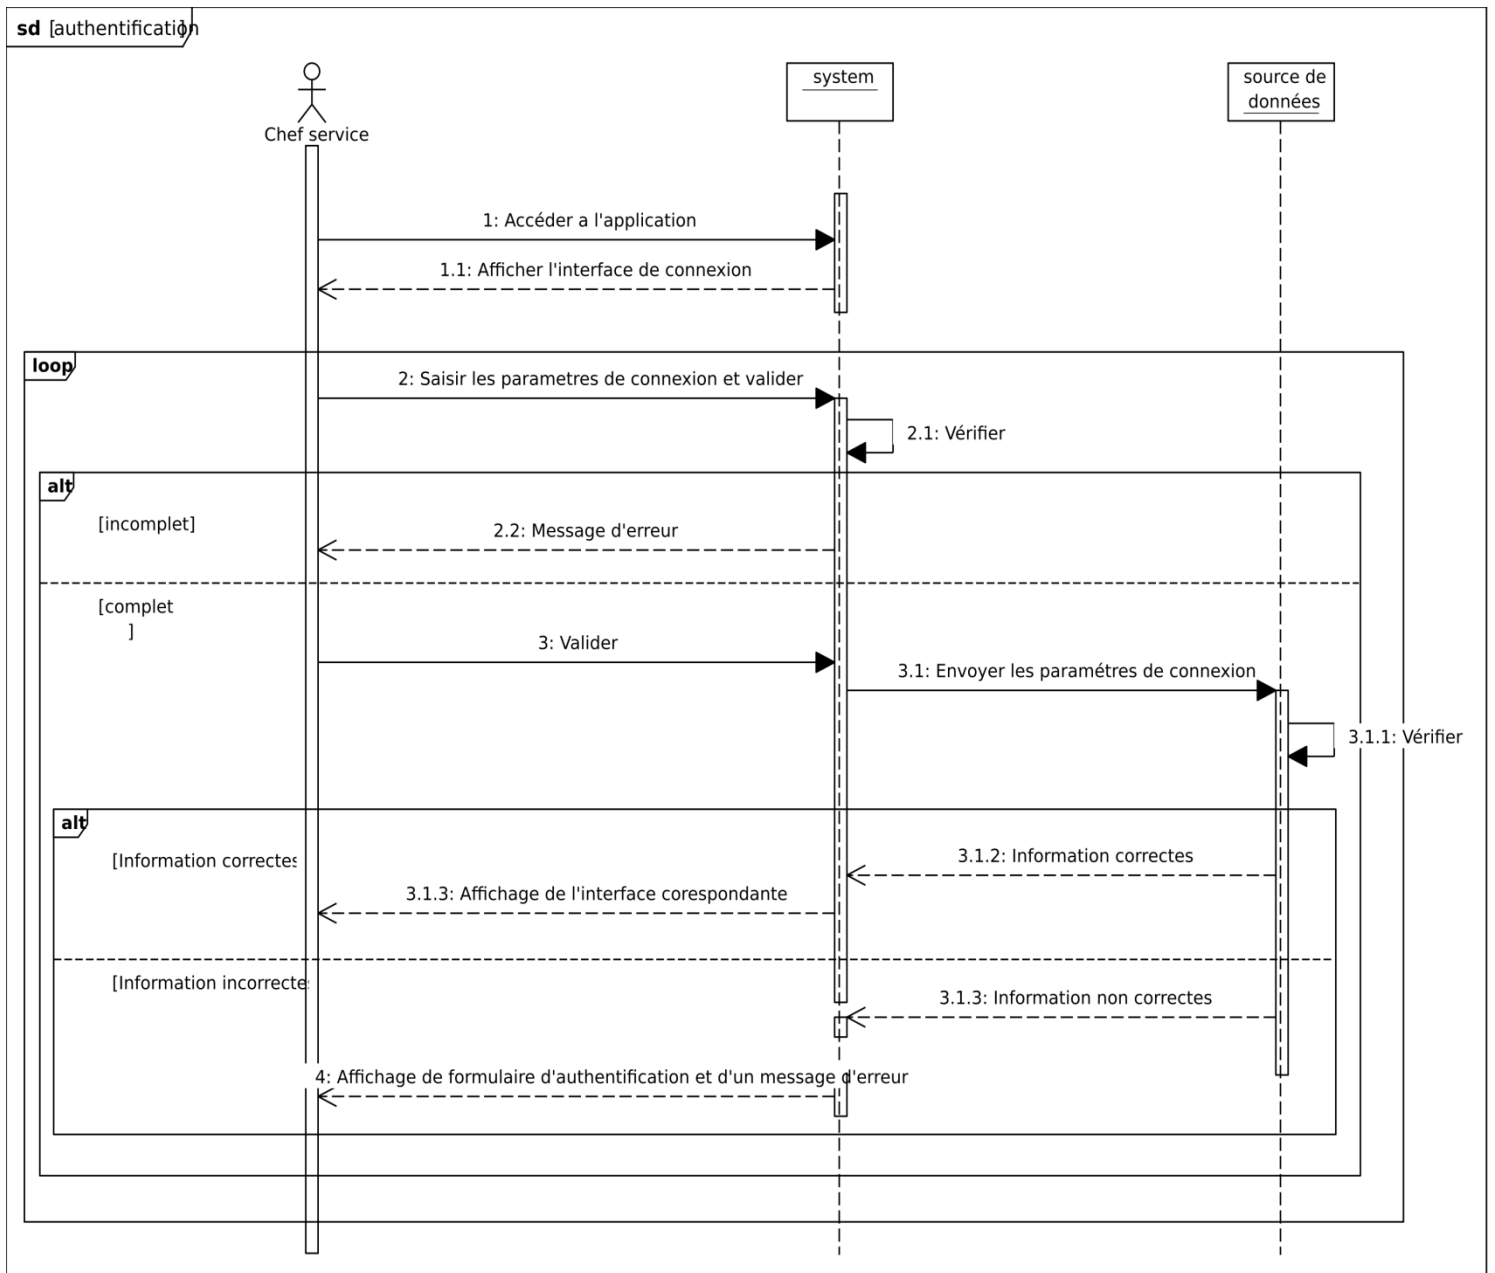 sd [authentification]
Chef service
system
source de
données
1: Accéder a l'application
1.1: Afficher l'interface de connexion
loop
2: Saisir les parametres de connexion et valider
2.1: Vérifier
alt
[incomplet]
2.2: Message d'erreur
[complet
]
3: Valider
3.1: Envoyer les paramétres de connexion
3.1.1: Vérifier
alt
[Information correctes
3.1.2: Information correctes
3.1.3: Affichage de l'interface corespondante
[Information incorrectes
3.1.3: Information non correctes
4: Affichage de formulaire d'authentification et d'un message d'erreur